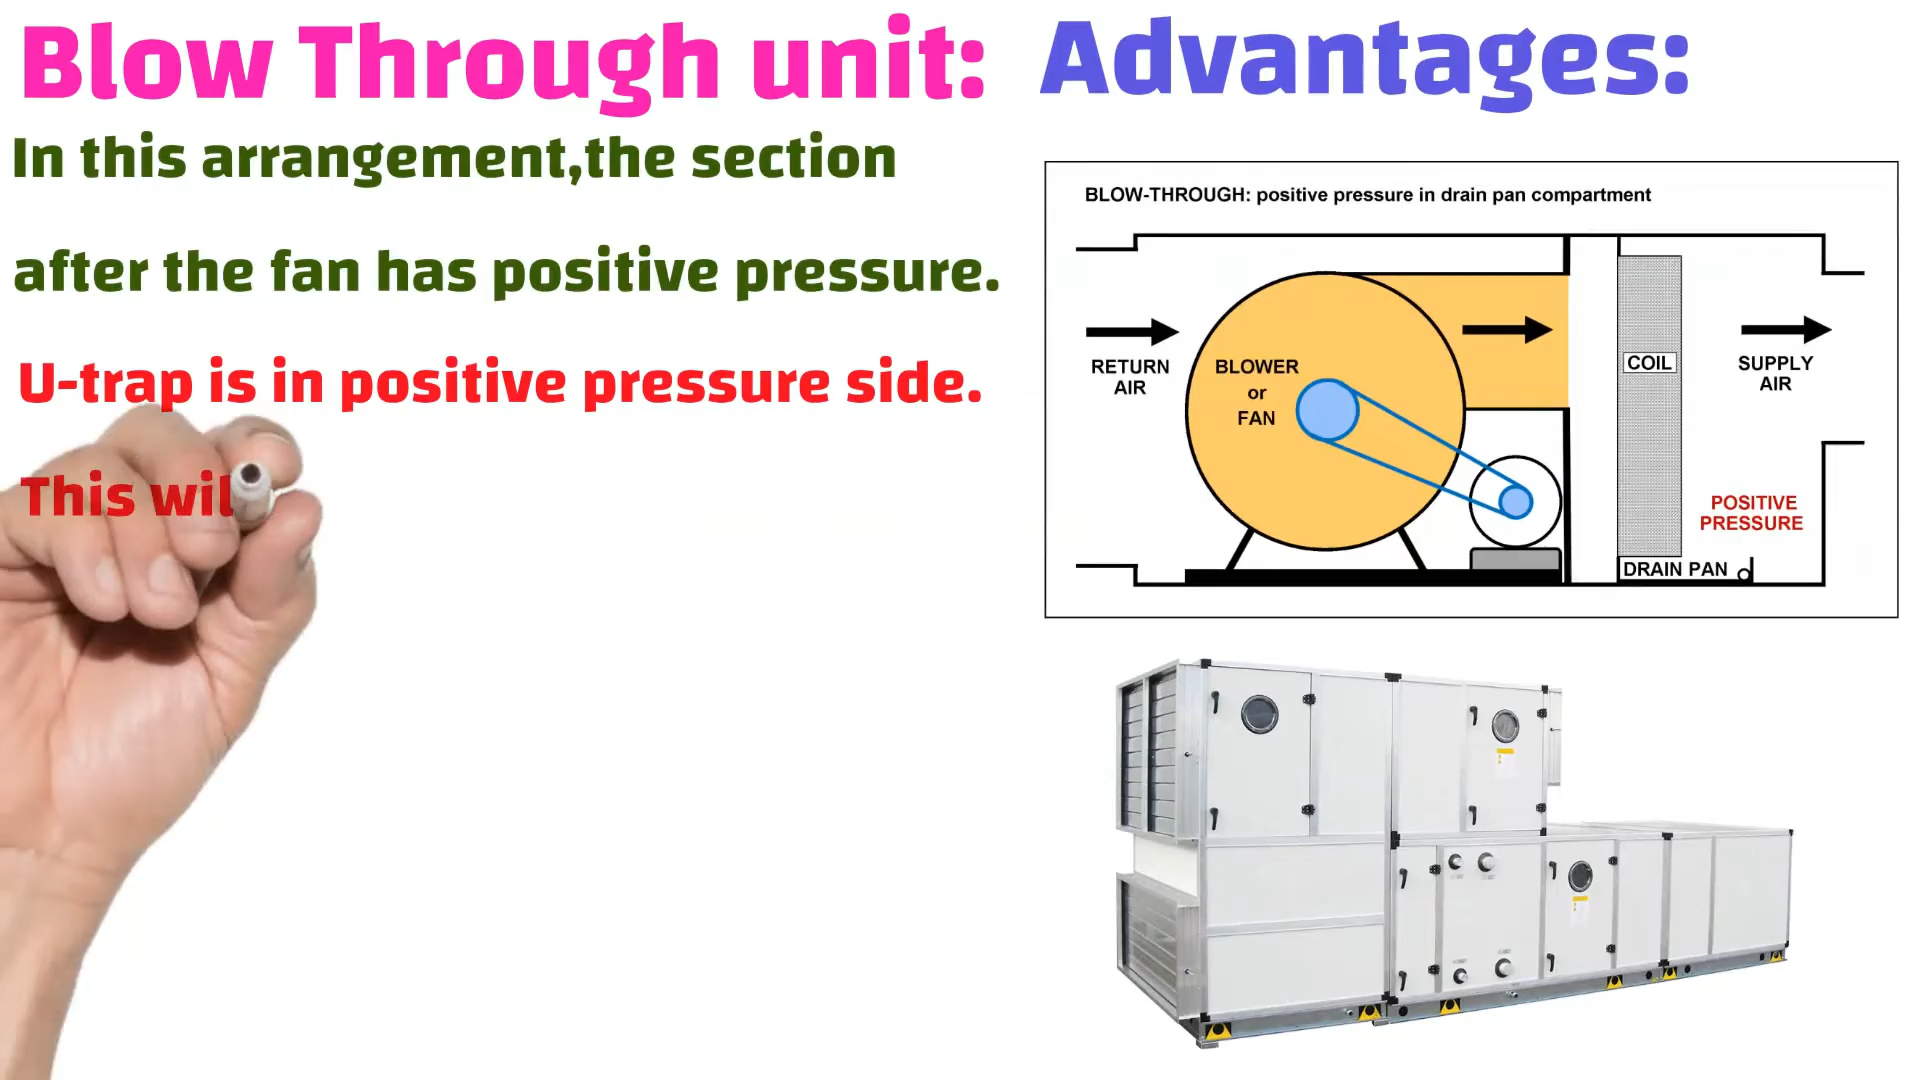 Blow Through unit:
In this arrangement,the section
after the fan has positive pressure.
U-trap is in positive pressure side.
This wil
Advantages:
BLOW-THROUGH: positive pressure in drain pan compartment
RETURN
AIR
BLOWER
or
FAN
COIL
SUPPLY
AIR
POSITIVE
PRESSURE
DRAIN PAN